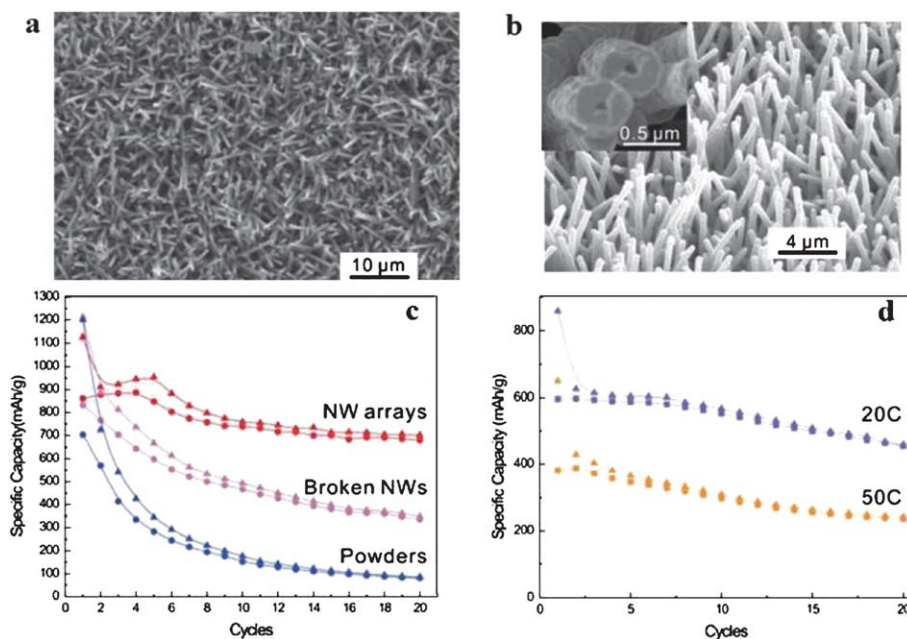 a
10 µm
b
0.5 µm
4 µm
c
Specific Capacity(mAh/g)
1300
1200
1100
1000
900
800
700
600
500
400
300
200
100
0
NW arrays
Broken NWs
Powders
0 2 4 6 8 10 12 14 16 18 20
Cycles
d
Specific Capacity (mAh/g)
800
600
400
200
0
20C
50C
0 5 10 15 20
Cycles